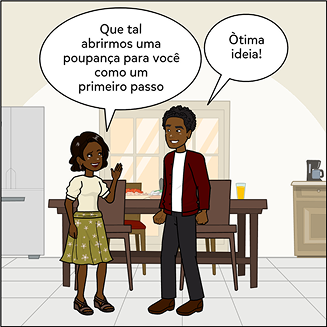 Que tal
abrirmos uma
poupança para você
como um
primeiro passo
Òtima
ideia!